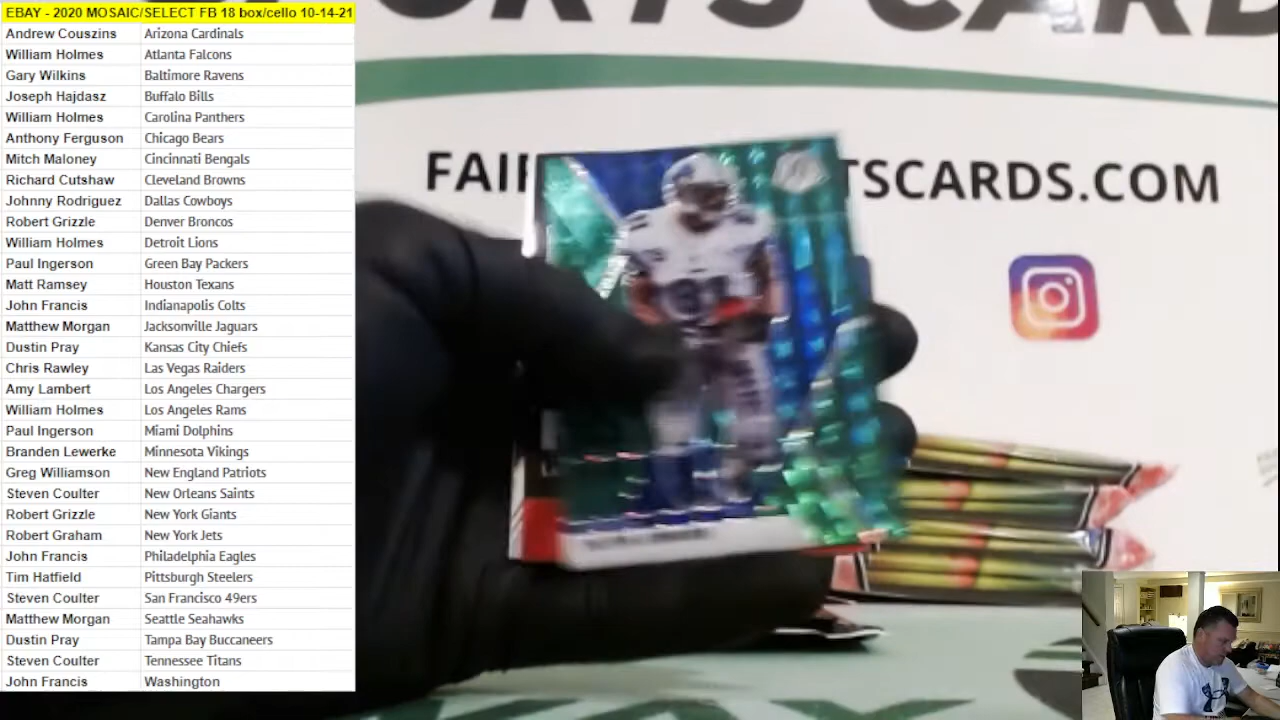 EBAY - 2020 MOSAIC/SELECT FB 18 box/cello 10-14-21
Andrew Couszins Arizona Cardinals
William Holmes Atlanta Falcons
Gary Wilkins Baltimore Ravens
Joseph Hajdasz Buffalo Bills
William Holmes Carolina Panthers
Anthony Ferguson Chicago Bears
Mitch Maloney Cincinnati Bengals
Richard Cutshaw Cleveland Browns
Johnny Rodriguez Dallas Cowboys
Robert Grizzle Denver Broncos
William Holmes Detroit Lions
Paul Ingerson Green Bay Packers
Matt Ramsey Houston Texans
John Francis Indianapolis Colts
Matthew Morgan Jacksonville Jaguars
Dustin Pray Kansas City Chiefs
Chris Rawley Las Vegas Raiders
Amy Lambert Los Angeles Chargers
William Holmes Los Angeles Rams
Paul Ingerson Miami Dolphins
Branden Lewerke Minnesota Vikings
Greg Williamson New England Patriots
Steven Coulter New Orleans Saints
Robert Grizzle New York Giants
Robert Graham New York Jets
John Francis Philadelphia Eagles
Tim Hatfield Pittsburgh Steelers
Steven Coulter San Francisco 49ers
Matthew Morgan Seattle Seahawks
Dustin Pray Tampa Bay Buccaneers
Steven Coulter Tennessee Titans
John Francis Washington
SPORTS CARD
FAI TSCARDS.COM